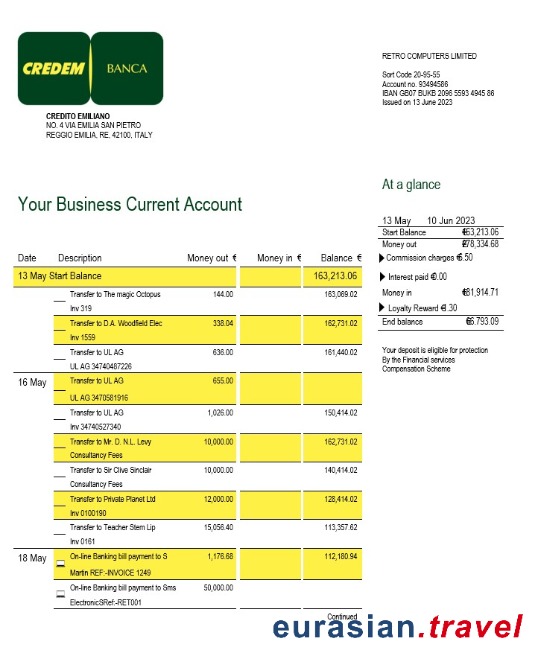 CREDEM BANCA
CREDITO EMILIANO
NO. 4 VIA EMILIA SAN PIETRO
REGGIO EMILIA, RE, 42100, ITALY
RETRO COMPUTERS LIMITED
Sort Code 20-95-55
Account no. 93494586
IBAN GB07 BUKB 2096 5593 4945 86
Issued on 13 June 2023
At a glance
13 May 10 Jun 2023
Start Balance €63,213.06
Money out €78,334.68
Commission charges €6.50
Interest paid €0.00
Money in €81,914.71
Loyalty Reward €3.30
End balance €6.793.09
Your deposit is eligible for protection
By the Financial services
Compensation Scheme
Your Business Current Account
Date Description Money out € Money in € Balance €
13 May Start Balance 163,213.06
Transfer to The magic Octopus 144.00 163,069.02
Inv 319
Transfer to D.A. Woodfield Elec 338.04 162,731.02
Inv 1559
Transfer to UL AG 636.00 161,440.02
UL AG 34740487226
16 May Transfer to UL AG 655.00
UL AG 3470581916
Transfer to UL AG 1,026.00 150,414.02
Inv 34740527340
Transfer to Mr. D. N.L. Levy 10,000.00 162,731.02
Consultancy Fees
Transfer to Sir Clive Sinclair 10,000.00 140,414.02
Consultancy Fees
Transfer to Private Planet Ltd 12,000.00 128,414.02
Inv 0100190
Transfer to Teacher Stem Lip 15,056.40 113,357.62
Inv 0161
18 May On-line Banking bill payment to S 1,176.68 112,180.94
Martin REF:-INVOICE 1249
On-line Banking bill payment to Sms 50,000.00
ElectronicSRef:-RET001
Continued
eurasian.travel